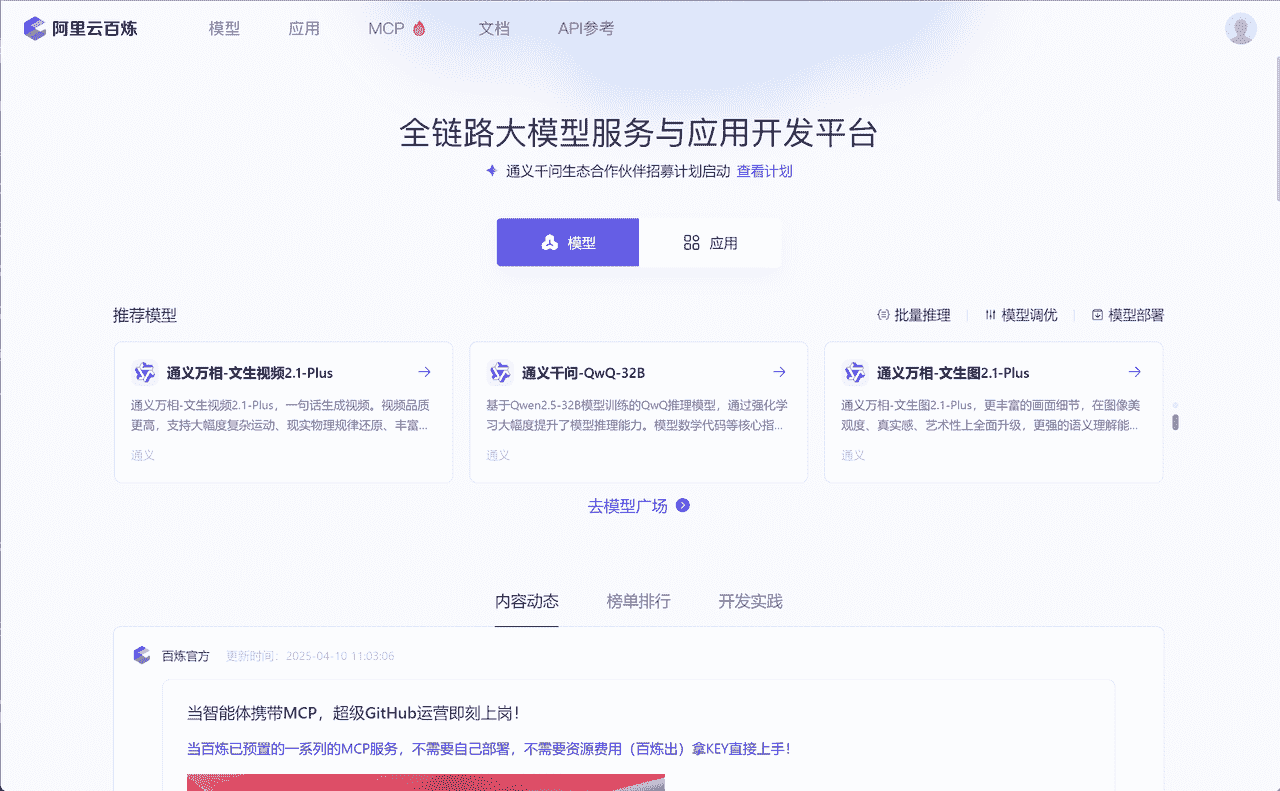 阿里云百炼
模型
应用
MCP
文档
API参考
全链路大模型服务与应用开发平台
通义千问生态合作伙伴招募计划启动 查看计划
模型
应用
推荐模型
批量推理
模型调优
模型部署
通义万相-文生视频2.1-Plus
通义万相-文生视频2.1-Plus，一句话生成视频。视频品质
更高，支持大幅度复杂运动、现实物理规律还原、丰富...
通义
通义千问-QwQ-32B
基于Qwen2.5-32B模型训练的QwQ推理模型，通过强化学
习大幅度提升了模型推理能力。模型数学代码等核心指...
通义
通义万相-文生图2.1-Plus
通义万相-文生图2.1-Plus，更丰富的画面细节，在图像美
观度、真实感、艺术性上全面升级，更强的语义理解能...
通义
去模型广场
内容动态
榜单排行
开发实践
百炼官方 更新时间：2025-04-10 11:03:06
当智能体携带MCP，超级GitHub运营即刻上岗！
当百炼已预置的一系列的MCP服务，不需要自己部署，不需要资源费用（百炼出）拿KEY直接上手！